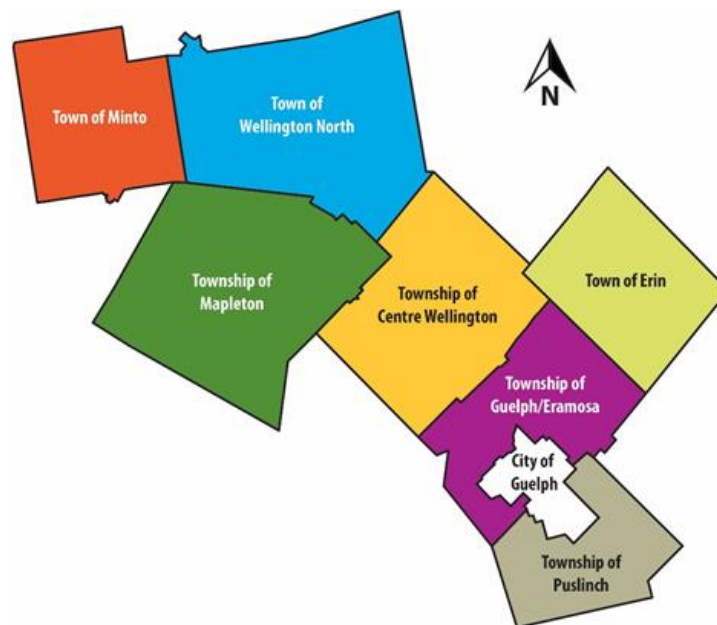 Town of Minto
Town of
Wellington North
N
Township of
Mapleton
Township of
Centre Wellington
Town of Erin
Township of
Guelph/Eramosa
City of
Guelph
Township of
Puslinch